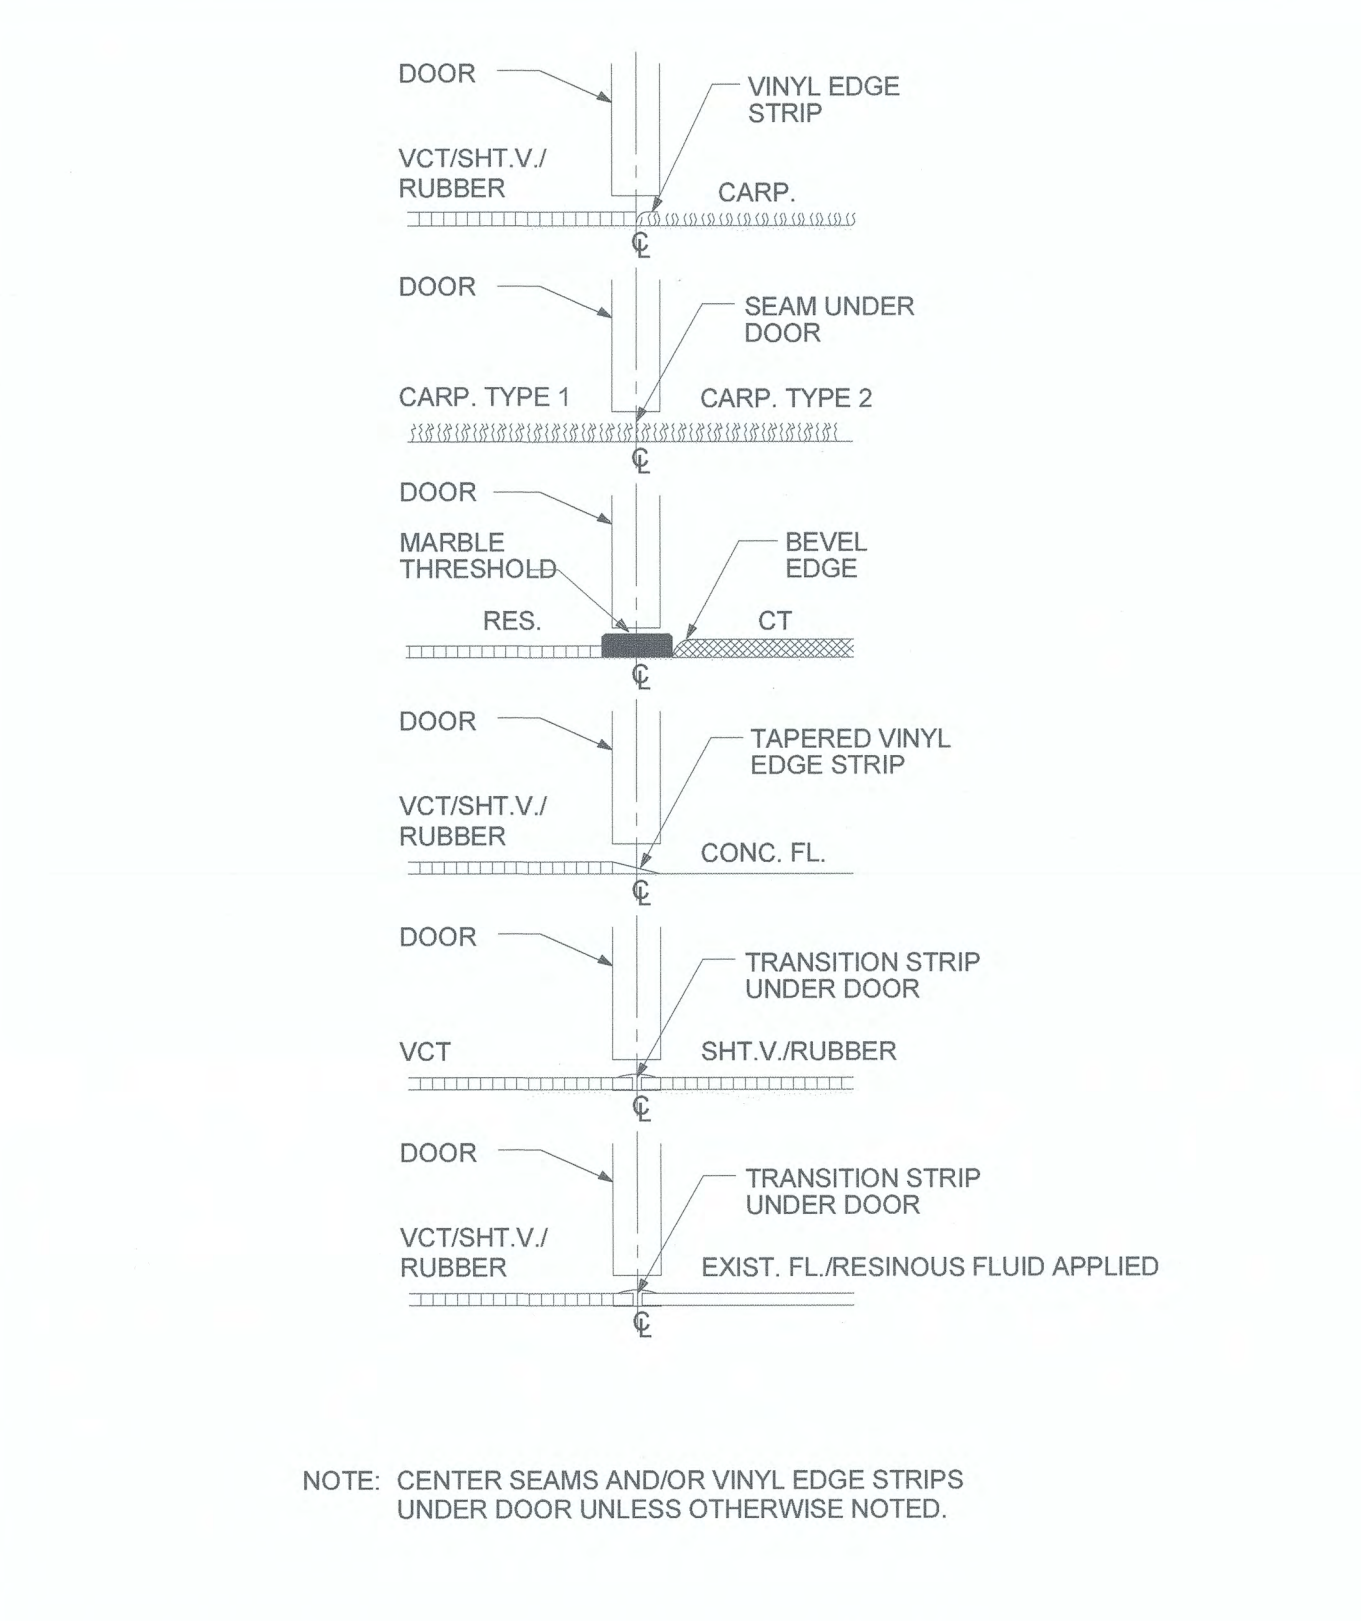 DOOR
VINYL EDGE
STRIP
VCT/SHT.V./
RUBBER
CARP.
℄
DOOR
SEAM UNDER
DOOR
CARP. TYPE 1
CARP. TYPE 2
℄
DOOR
MARBLE
THRESHOLD
BEVEL
EDGE
RES.
CT
℄
DOOR
TAPERED VINYL
EDGE STRIP
VCT/SHT.V./
RUBBER
CONC. FL.
℄
DOOR
TRANSITION STRIP
UNDER DOOR
VCT
SHT.V./RUBBER
℄
DOOR
TRANSITION STRIP
UNDER DOOR
VCT/SHT.V./
RUBBER
EXIST. FL./RESINOUS FLUID APPLIED
℄
NOTE: CENTER SEAMS AND/OR VINYL EDGE STRIPS
UNDER DOOR UNLESS OTHERWISE NOTED.